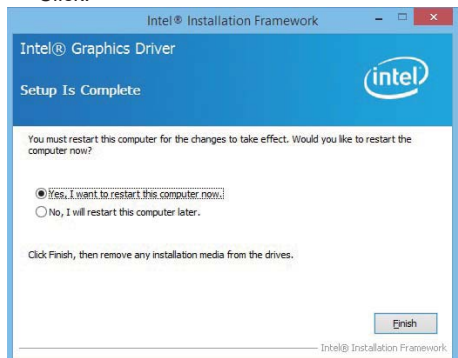 Intel® Installation Framework
Intel® Graphics Driver
Setup Is Complete
intel
You must restart this computer for the changes to take effect. Would you like to restart the
computer now?
Yes, I want to restart this computer now.
No, I will restart this computer later.
Click Finish, then remove any installation media from the drives.
Finish
Intel® Installation Framework